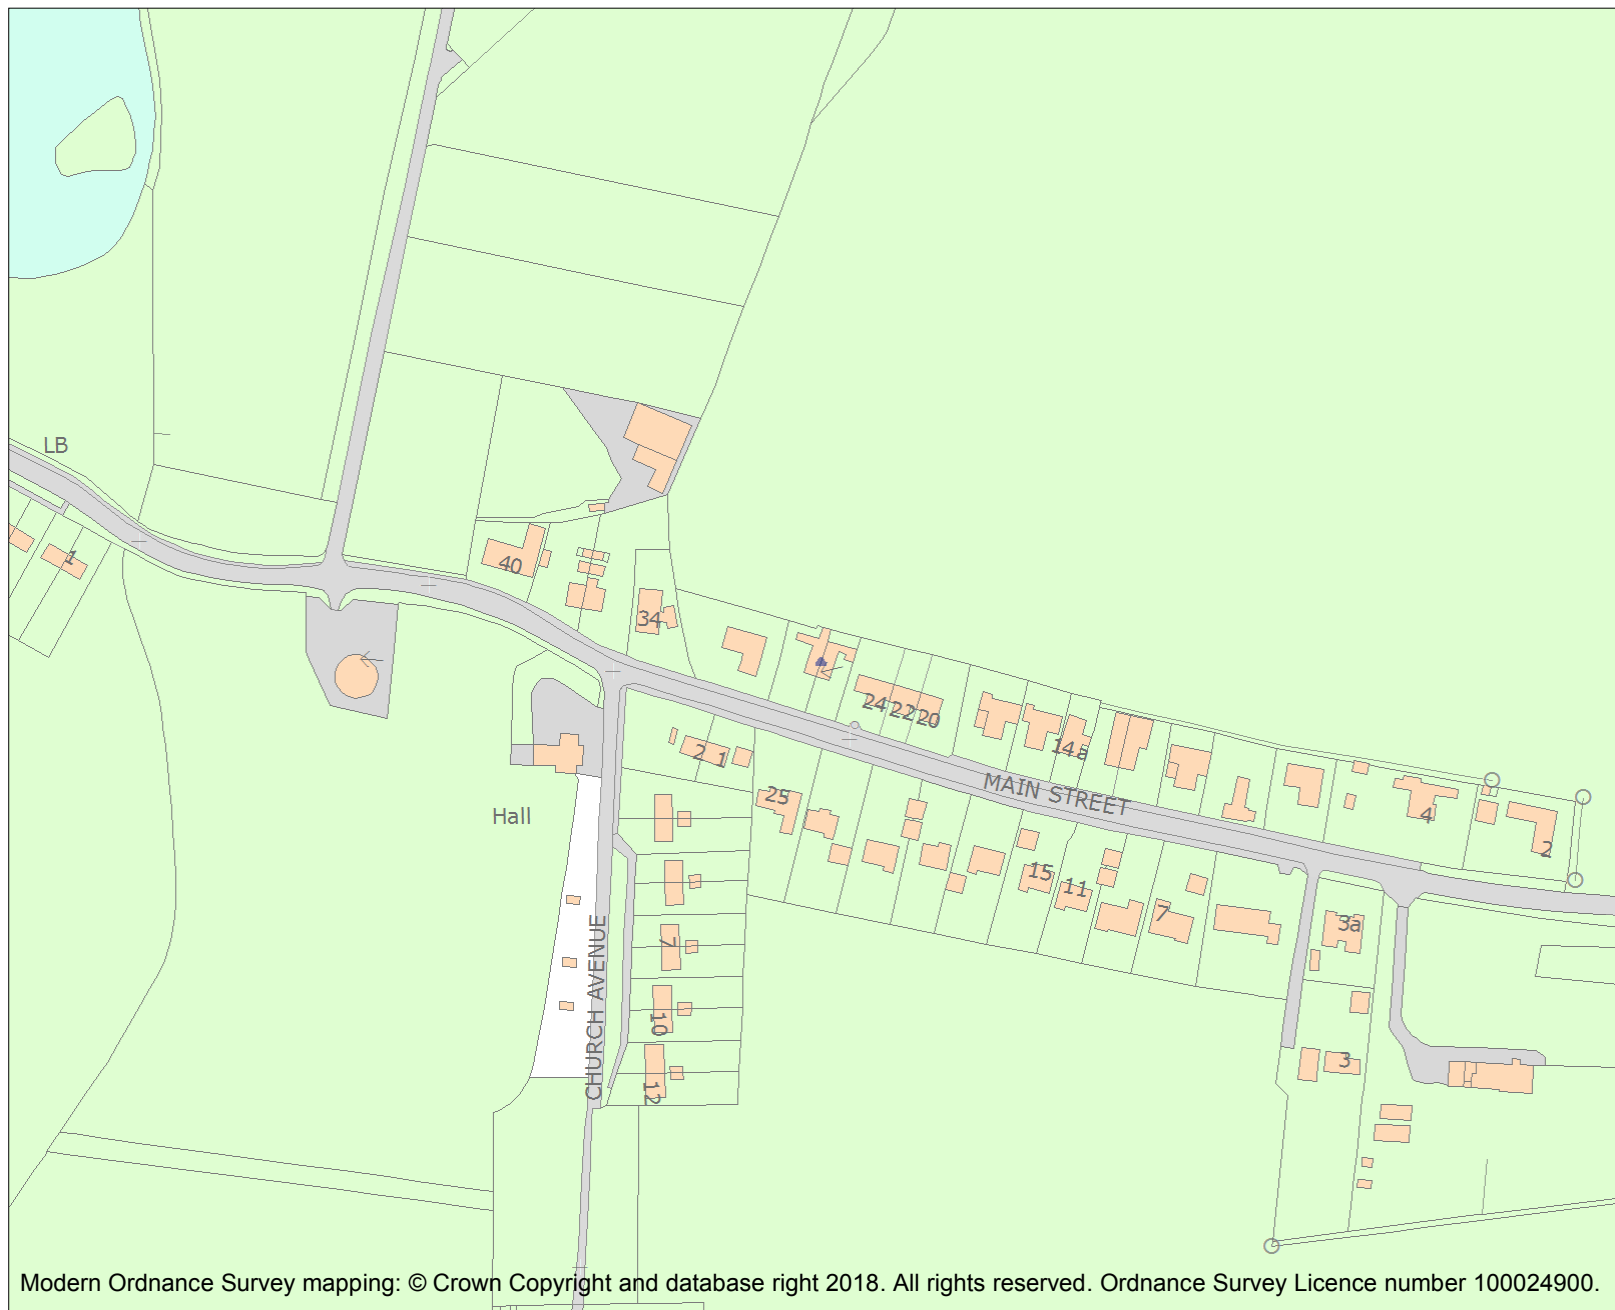 LB
1
40
34
24 22 20
14a
2 1
MAIN STREET
25
Hall
4
2
15
11
7
3a
CHURCH AVENUE
7
10
3
12
Modern Ordnance Survey mapping: © Crown Copyright and database right 2018. All rights reserved. Ordnance Survey Licence number 100024900.